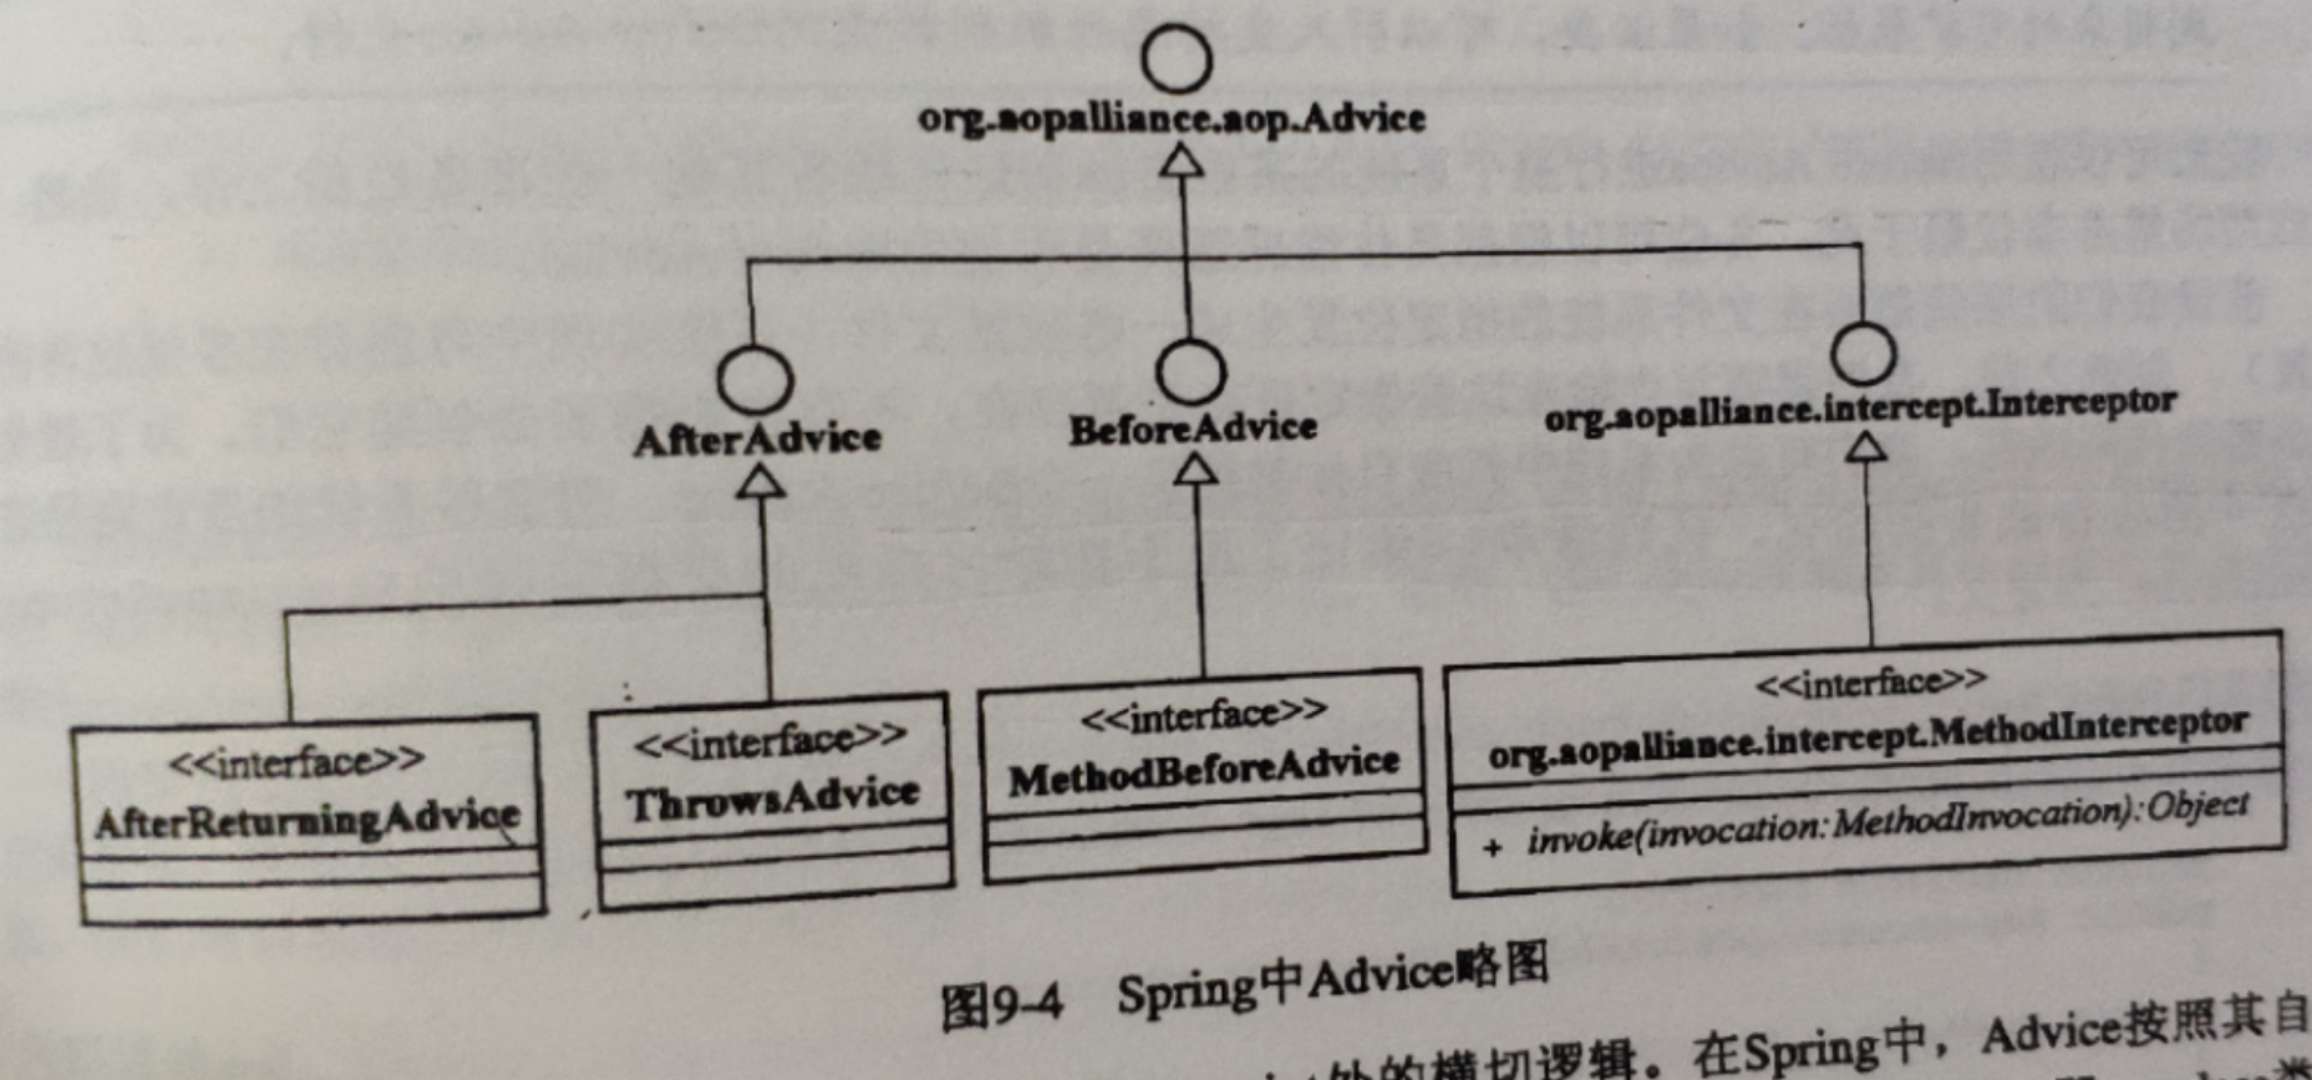 org.aopalliance.aop.Advice
AfterAdvice
BeforeAdvice
org.aopalliance.intercept.Interceptor
<<interface>>
AfterReturningAdvice
<<interface>>
ThrowsAdvice
<<interface>>
MethodBeforeAdvice
<<interface>>
org.aopalliance.intercept.MethodInterceptor
+ invoke(invocation:MethodInvocation):Object
图9-4 Spring中Advice略图
处的横切逻辑。在Spring中，Advice按照其自